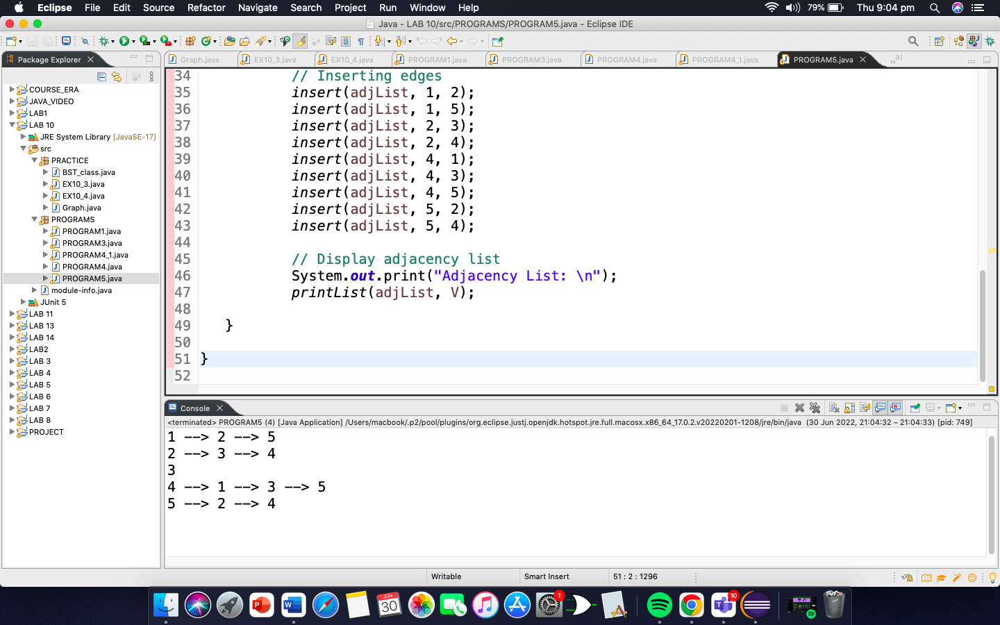 Eclipse File Edit Source Refactor Navigate Search Project Run Window Help 79% Thu 9:04 pm
Java - LAB 10/src/PROGRAMS/PROGRAM5.java - Eclipse IDE
Package Explorer
Graph.java EX10_3.java EX10_4.java PROGRAM1.java PROGRAM3.java PROGRAM4.java PROGRAM4_1.java PROGRAM5.java
COURSE_ERA
JAVA_VIDEO
LAB1
LAB 10
JRE System Library [JavaSE-17]
src
PRACTICE
BST_class.java
EX10_3.java
EX10_4.java
Graph.java
PROGRAMS
PROGRAM1.java
PROGRAM3.java
PROGRAM4_1.java
PROGRAM4.java
PROGRAM5.java
module-info.java
JUnit 5
LAB 11
LAB 13
LAB 14
LAB2
LAB 3
LAB 4
LAB 5
LAB 6
LAB 7
LAB 8
PROJECT
34 // Inserting edges
35 insert(adjList, 1, 2);
36 insert(adjList, 1, 5);
37 insert(adjList, 2, 3);
38 insert(adjList, 2, 4);
39 insert(adjList, 4, 1);
40 insert(adjList, 4, 3);
41 insert(adjList, 4, 5);
42 insert(adjList, 5, 2);
43 insert(adjList, 5, 4);
44
45 // Display adjacency list
46 System.out.print("Adjacency List: \n");
47 printList(adjList, V);
48
49 }
50
51 }
52
Console
<terminated> PROGRAM5 (4) [Java Application] /Users/macbook/.p2/pool/plugins/org.eclipse.justj.openjdk.hotspot.jre.full.macosx.x86_64_17.0.2.v20220201-1208/jre/bin/java (30 Jun 2022, 21:04:32 – 21:04:33) [pid: 749]
1 --> 2 --> 5
2 --> 3 --> 4
3
4 --> 1 --> 3 --> 5
5 --> 2 --> 4
Writable Smart Insert 51 : 2 : 1296
JUN
30
1
10